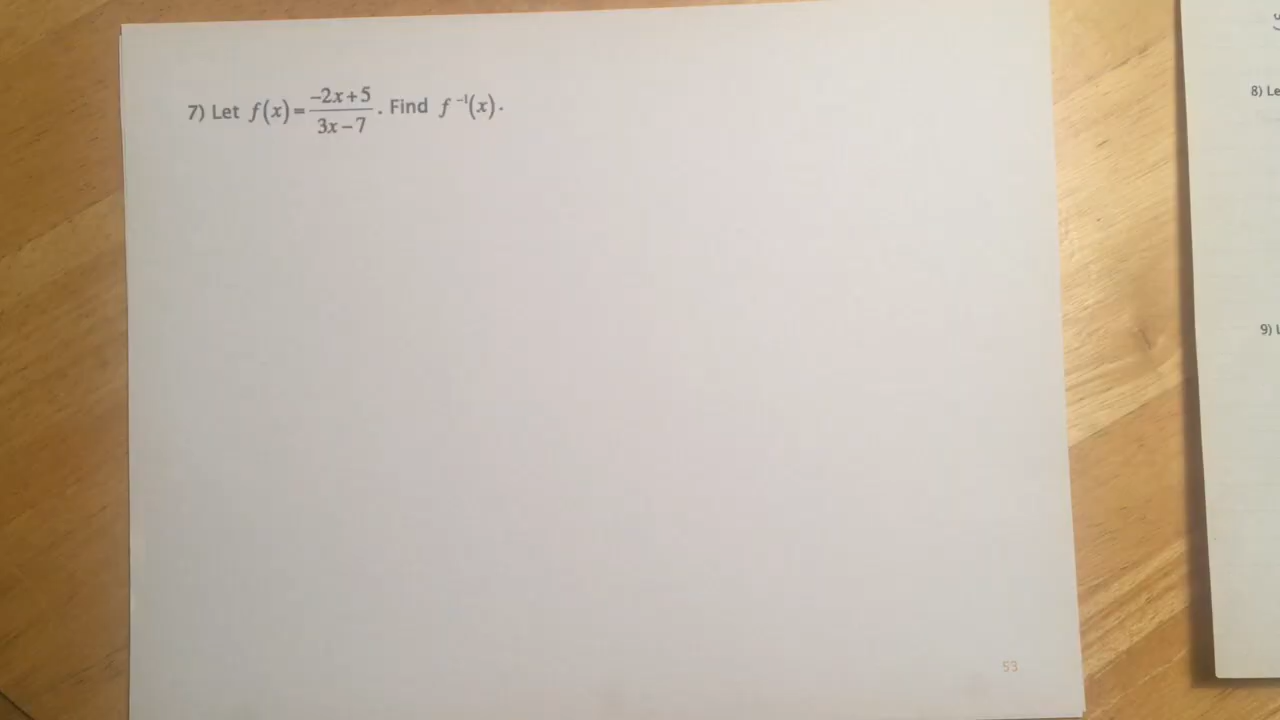 7) Let f(x) = (-2x+5)/(3x-7). Find f⁻¹(x).
8) Le
9)
53